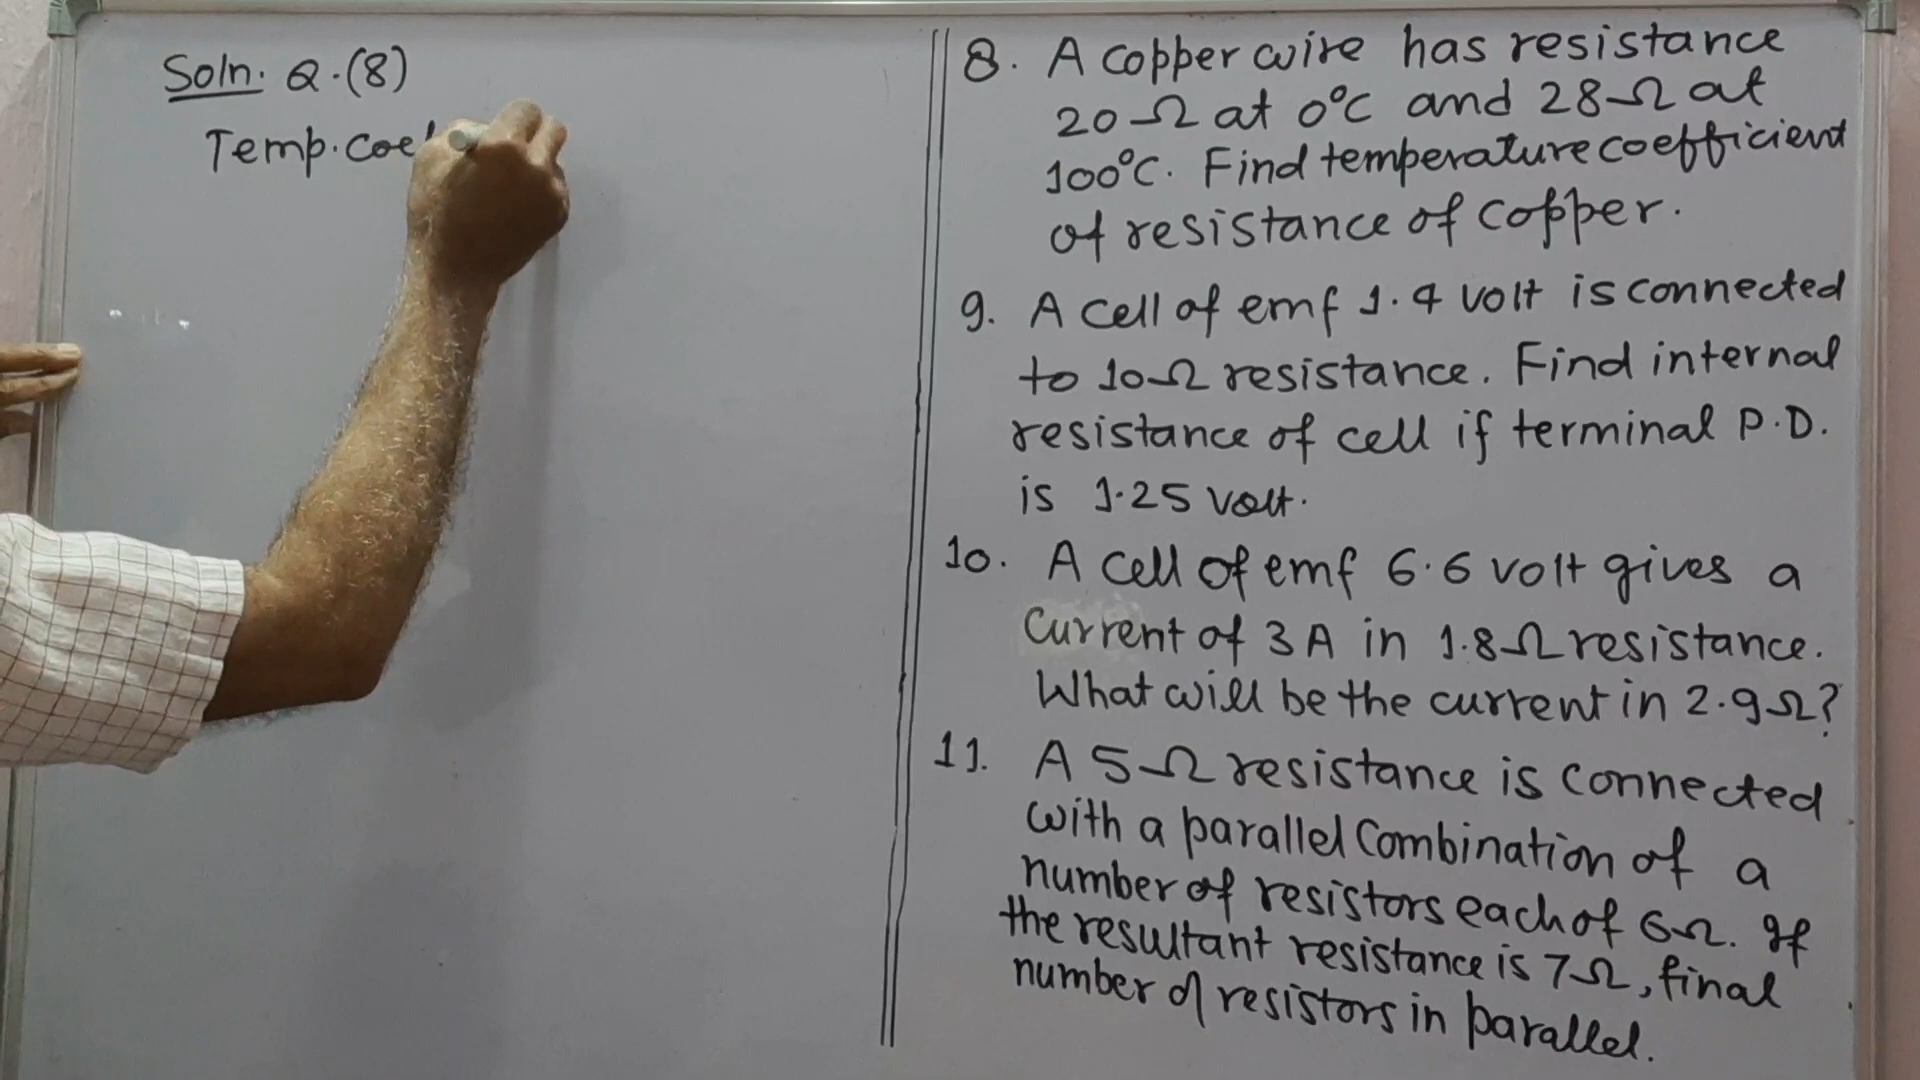 Soln. Q.(8)
Temp.coe
8. A copper wire has resistance
20Ω at 0°C and 28Ω at
100°C. Find temperature coefficient
of resistance of copper.
9. A cell of emf 1.4 volt is connected
to 10Ω resistance. Find internal
resistance of cell if terminal P.D.
is 1.25 volt.
10. A cell of emf 6.6 volt gives a
current of 3A in 1.8Ω resistance.
What will be the current in 2.9Ω?
11. A 5Ω resistance is connected
with a parallel combination of a
number of resistors each of 6Ω. If
the resultant resistance is 7Ω, final
number of resistors in parallel.